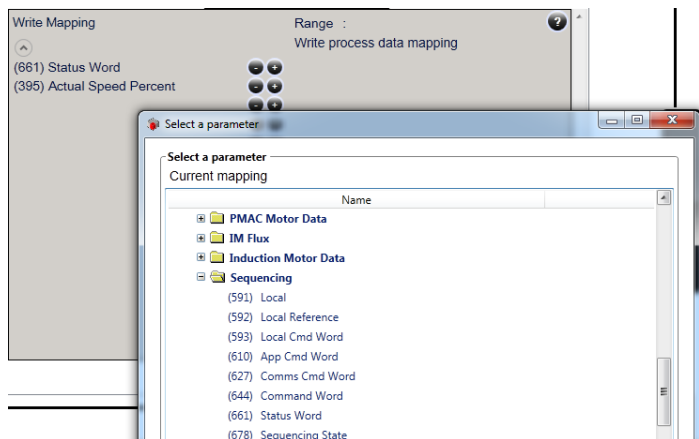 Write Mapping
Range :
Write process data mapping
(661) Status Word
(395) Actual Speed Percent
Select a parameter
Select a parameter
Current mapping
Name
PMAC Motor Data
IM Flux
Induction Motor Data
Sequencing
(591) Local
(592) Local Reference
(593) Local Cmd Word
(610) App Cmd Word
(627) Comms Cmd Word
(644) Command Word
(661) Status Word
(678) Sequencing State